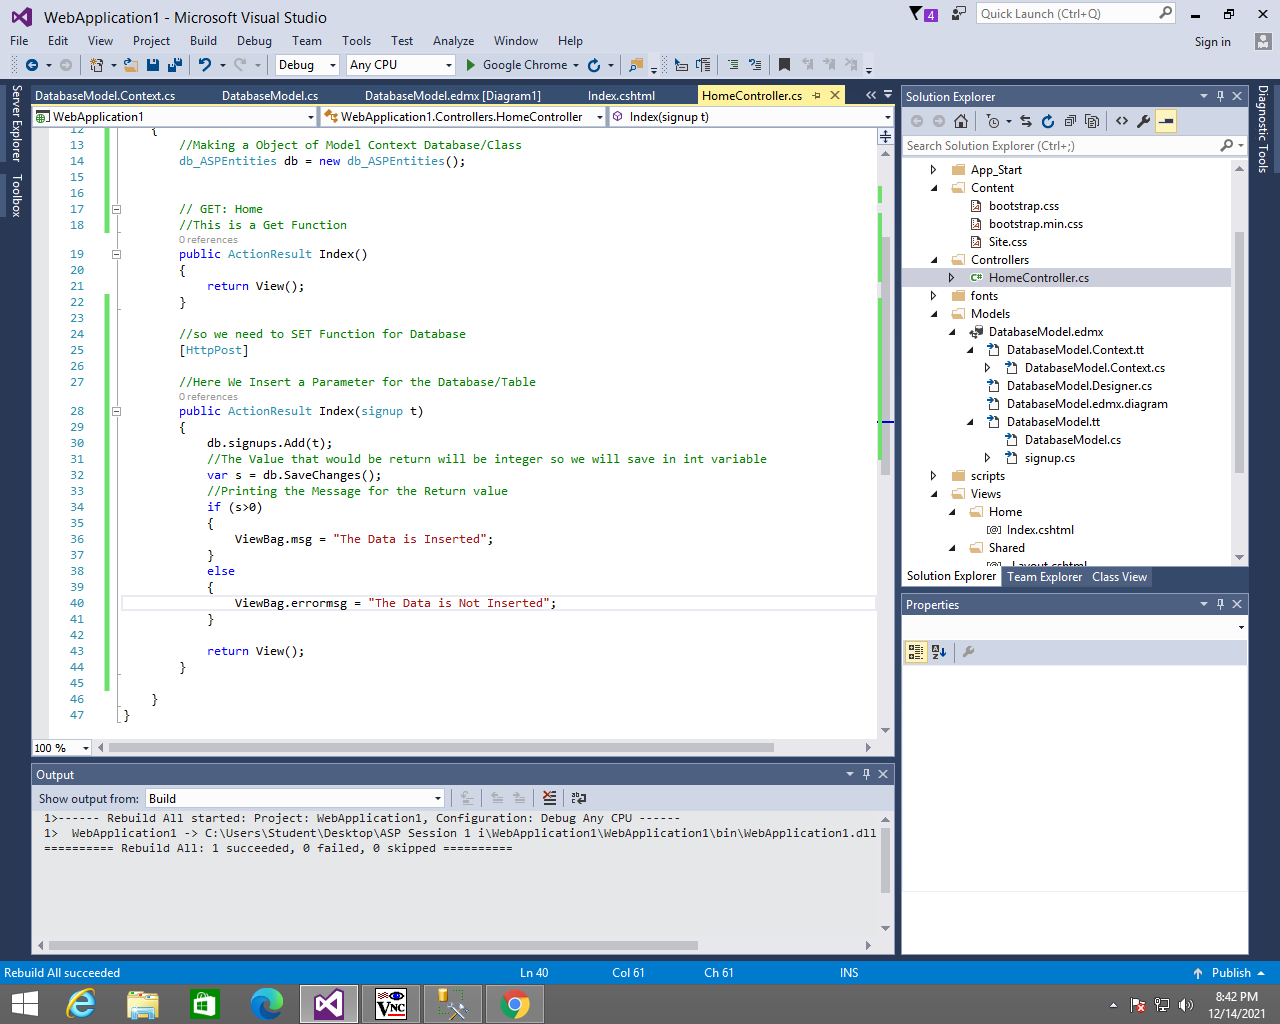 WebApplication1 - Microsoft Visual Studio
4
Quick Launch (Ctrl+Q)
File Edit View Project Build Debug Team Tools Test Analyze Window Help
Sign in
Debug Any CPU Google Chrome
Server Explorer
Toolbox
DatabaseModel.Context.cs DatabaseModel.cs DatabaseModel.edmx [Diagram1] Index.cshtml HomeController.cs
WebApplication1 WebApplication1.Controllers.HomeController Index(signup t)
12 {
13 //Making a Object of Model Context Database/Class
14 db_ASPEntities db = new db_ASPEntities();
15
16
17 // GET: Home
18 //This is a Get Function
0 references
19 public ActionResult Index()
20 {
21 return View();
22 }
23
24 //so we need to SET Function for Database
25 [HttpPost]
26
27 //Here We Insert a Parameter for the Database/Table
0 references
28 public ActionResult Index(signup t)
29 {
30 db.signups.Add(t);
31 //The Value that would be return will be integer so we will save in int variable
32 var s = db.SaveChanges();
33 //Printing the Message for the Return value
34 if (s>0)
35 {
36 ViewBag.msg = "The Data is Inserted";
37 }
38 else
39 {
40 ViewBag.errormsg = "The Data is Not Inserted";
41 }
42
43 return View();
44 }
45
46 }
47 }
100 %
Output
Show output from: Build
1>------ Rebuild All started: Project: WebApplication1, Configuration: Debug Any CPU ------
1>  WebApplication1 -> C:\Users\Student\Desktop\ASP Session 1 i\WebApplication1\WebApplication1\bin\WebApplication1.dll
========== Rebuild All: 1 succeeded, 0 failed, 0 skipped ==========
Solution Explorer
Search Solution Explorer (Ctrl+;)
App_Start
Content
bootstrap.css
bootstrap.min.css
Site.css
Controllers
C# HomeController.cs
fonts
Models
DatabaseModel.edmx
DatabaseModel.Context.tt
DatabaseModel.Context.cs
DatabaseModel.Designer.cs
DatabaseModel.edmx.diagram
DatabaseModel.tt
DatabaseModel.cs
signup.cs
scripts
Views
Home
[@] Index.cshtml
Shared
[@] _Layout.cshtml
Solution Explorer Team Explorer Class View
Properties
Diagnostic Tools
Rebuild All succeeded Ln 40 Col 61 Ch 61 INS Publish
VNC
8:42 PM
12/14/2021